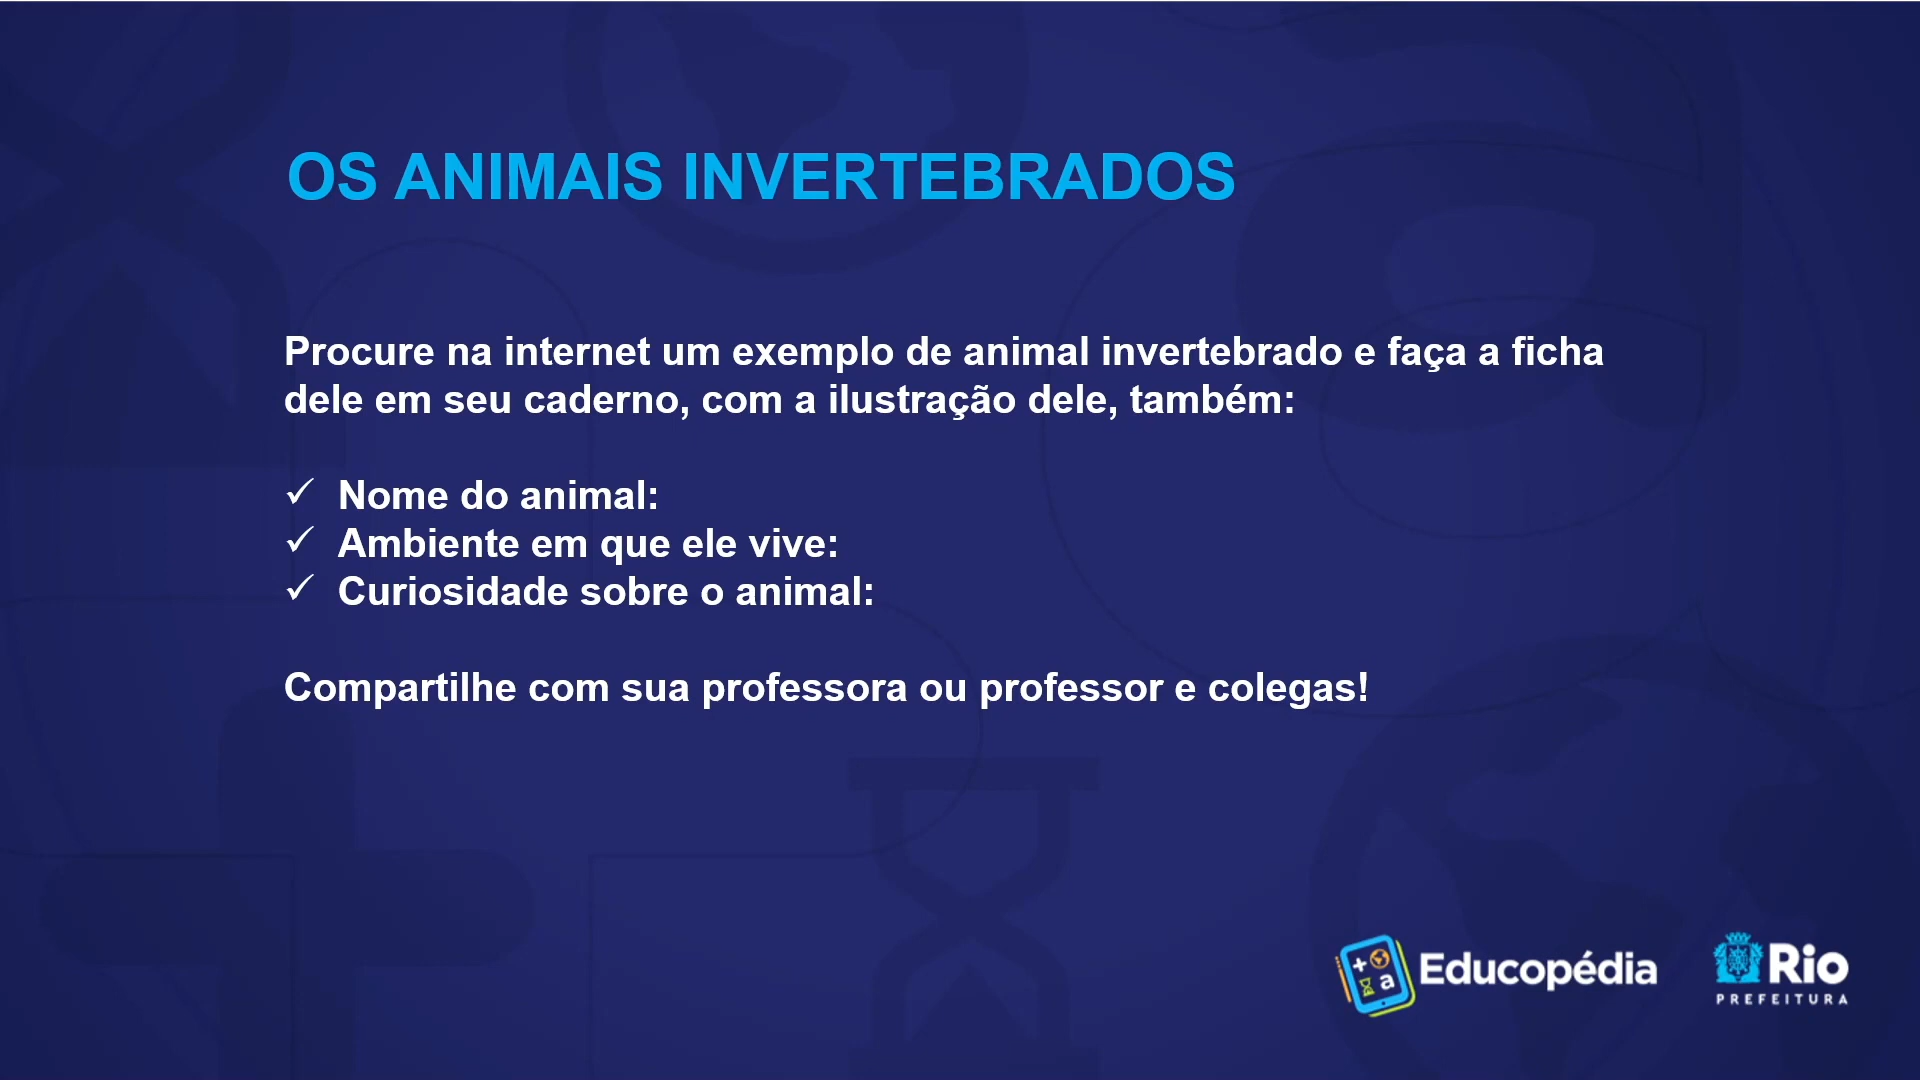 OS ANIMAIS INVERTEBRADOS
Procure na internet um exemplo de animal invertebrado e faça a ficha
dele em seu caderno, com a ilustração dele, também:
✓ Nome do animal:
✓ Ambiente em que ele vive:
✓ Curiosidade sobre o animal:
Compartilhe com sua professora ou professor e colegas!
+
a
Educopédia
Rio
PREFEITURA